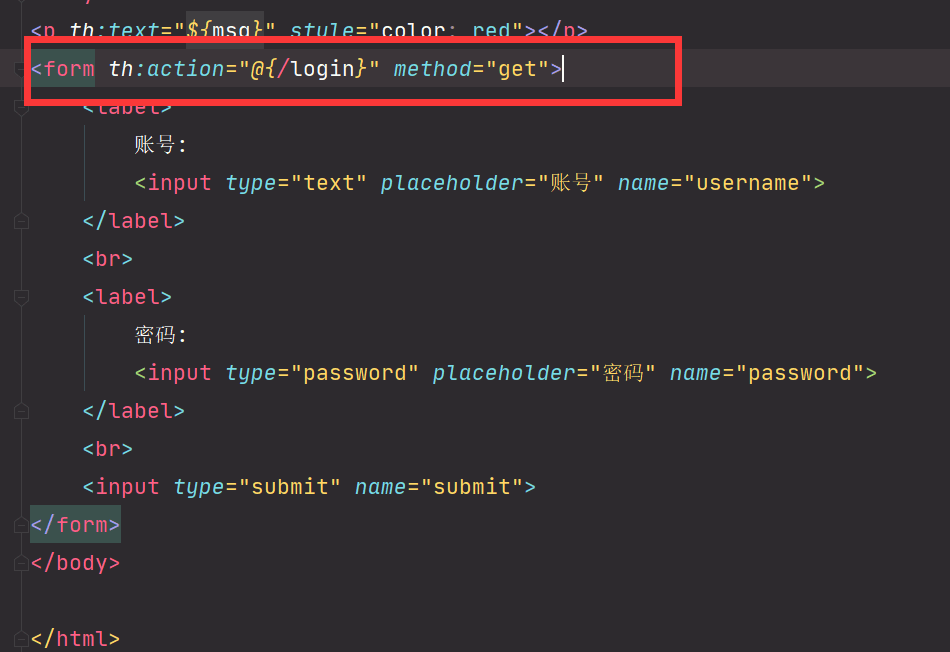 <p th:text="${msg}" style="color: red"></p>
<form th:action="@{/login}" method="get">
<label>
账号:
<input type="text" placeholder="账号" name="username">
</label>
<br>
<label>
密码:
<input type="password" placeholder="密码" name="password">
</label>
<br>
<input type="submit" name="submit">
</form>
</body>
</html>